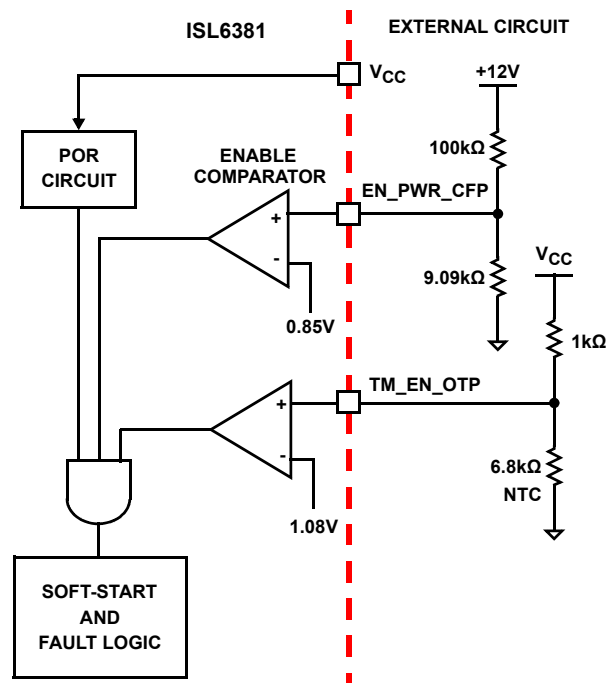 ISL6381
EXTERNAL CIRCUIT
VCC
+12V
POR
CIRCUIT
ENABLE
COMPARATOR
100kΩ
EN_PWR_CFP
+
-
0.85V
9.09kΩ
VCC
1kΩ
TM_EN_OTP
+
-
1.08V
6.8kΩ
NTC
SOFT-START
AND
FAULT LOGIC